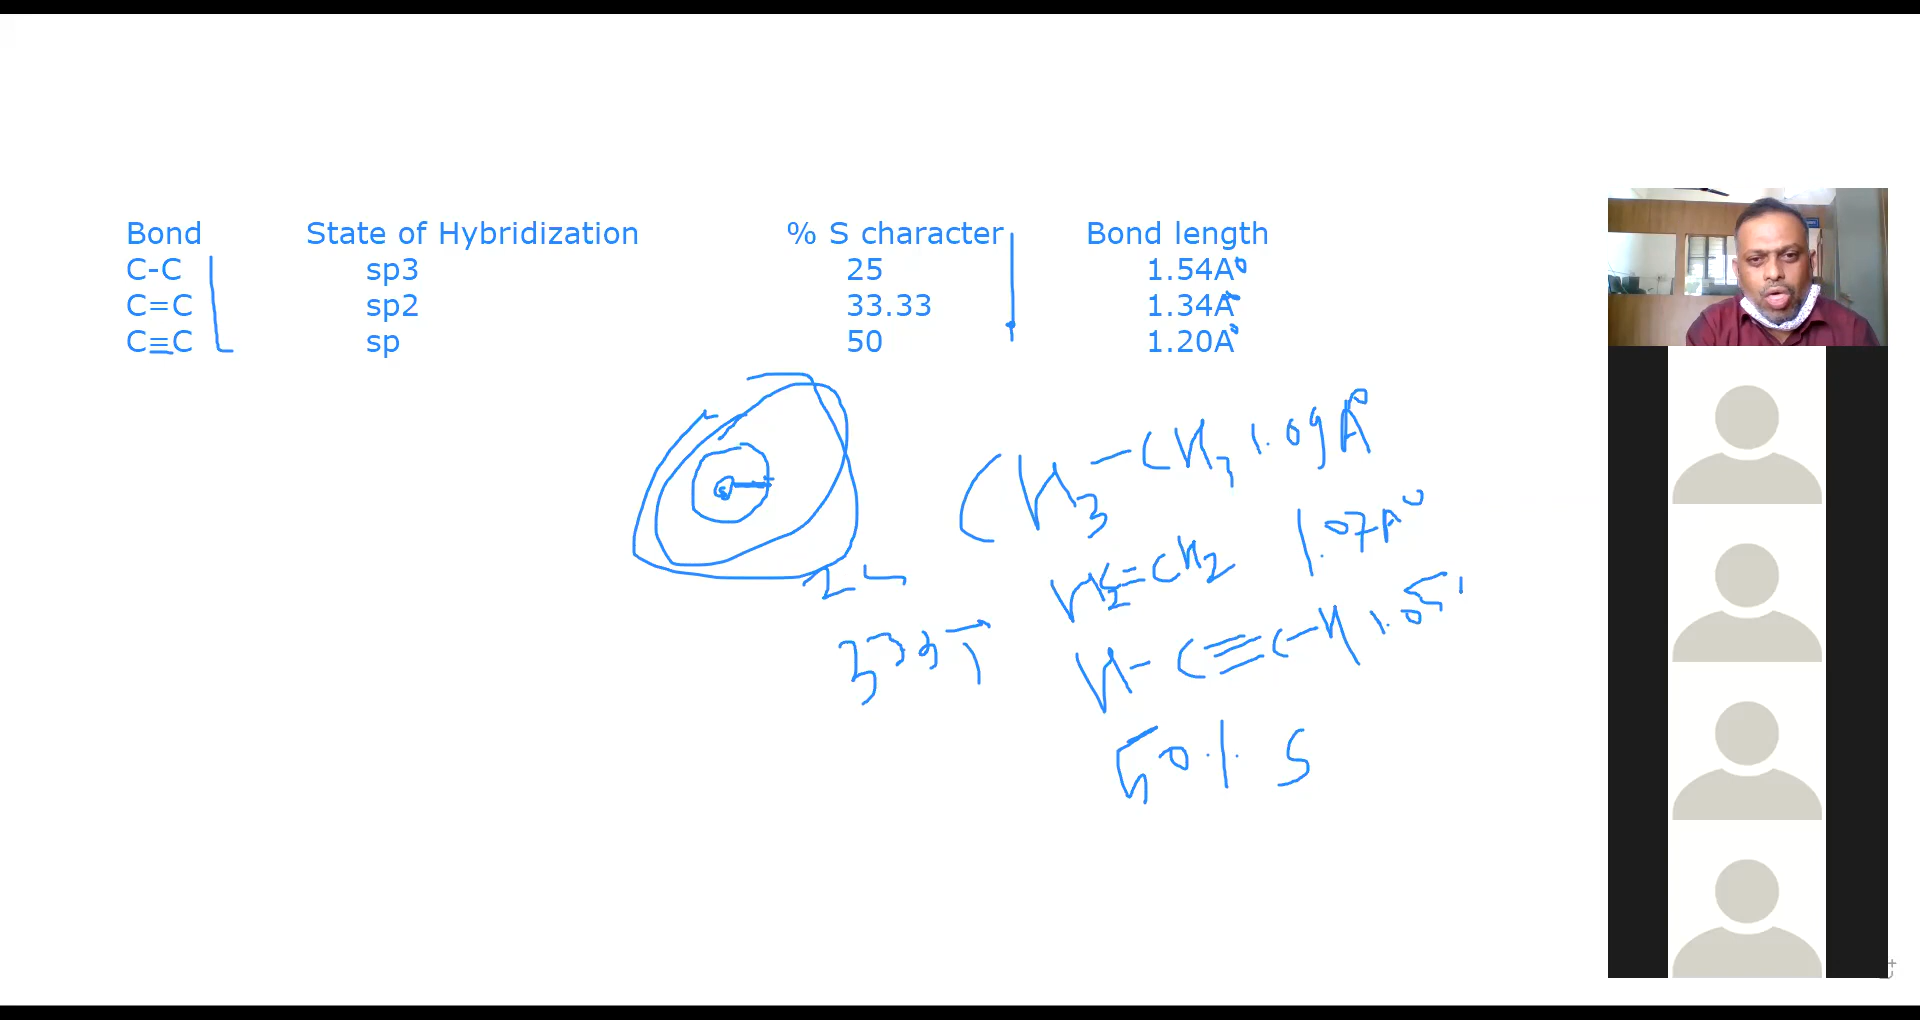 Bond State of Hybridization % S character Bond length
C-C sp3 25 1.54A°
C=C sp2 33.33 1.34A°
C≡C sp 50 1.20A°
s
CH3-CH3 1.09A°
H2C=CH2 1.07A°
H-C≡C-H 1.05
50% S